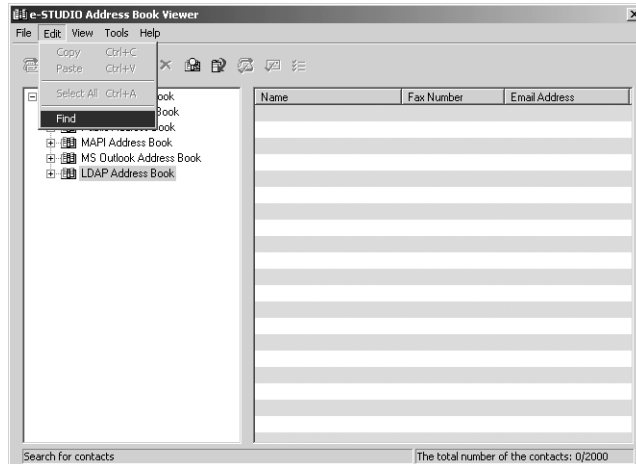 e-STUDIO Address Book Viewer
File Edit View Tools Help
Copy Ctrl+C
Paste Ctrl+V
Select All Ctrl+A
Find
ook
Book
ook
MAPI Address Book
MS Outlook Address Book
LDAP Address Book
Name Fax Number Email Address
Search for contacts
The total number of the contacts: 0/2000